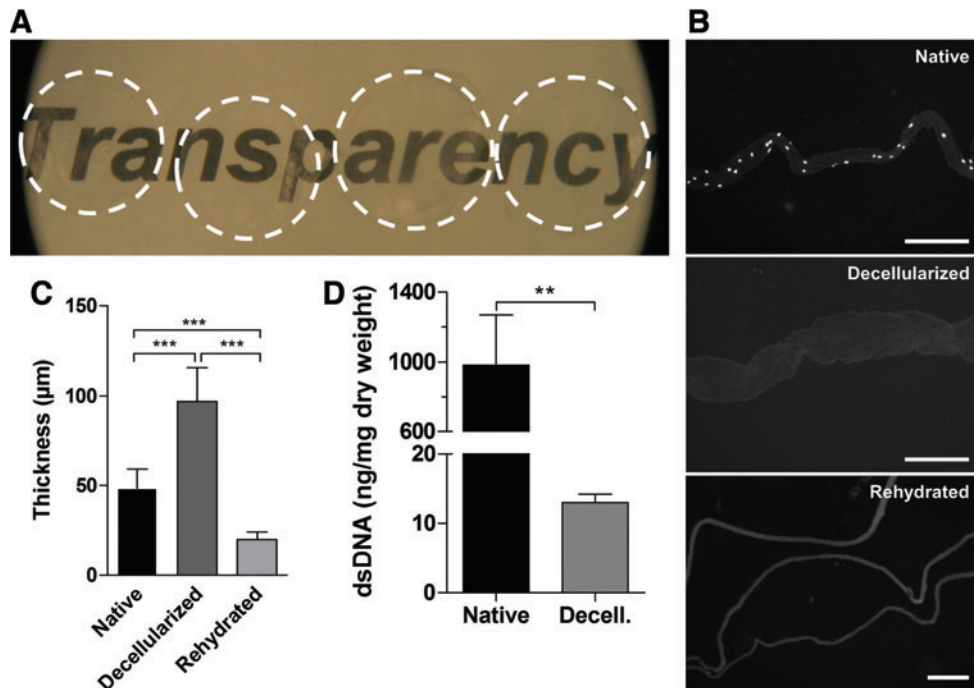 A
Transparency
B
Native
Decellularized
Rehydrated
C
Thickness (µm)
150
100
50
0
***
***
***
Native
Decellularized
Rehydrated
D
dsDNA (ng/mg dry weight)
1400
1000
600
20
10
0
**
Native
Decell.